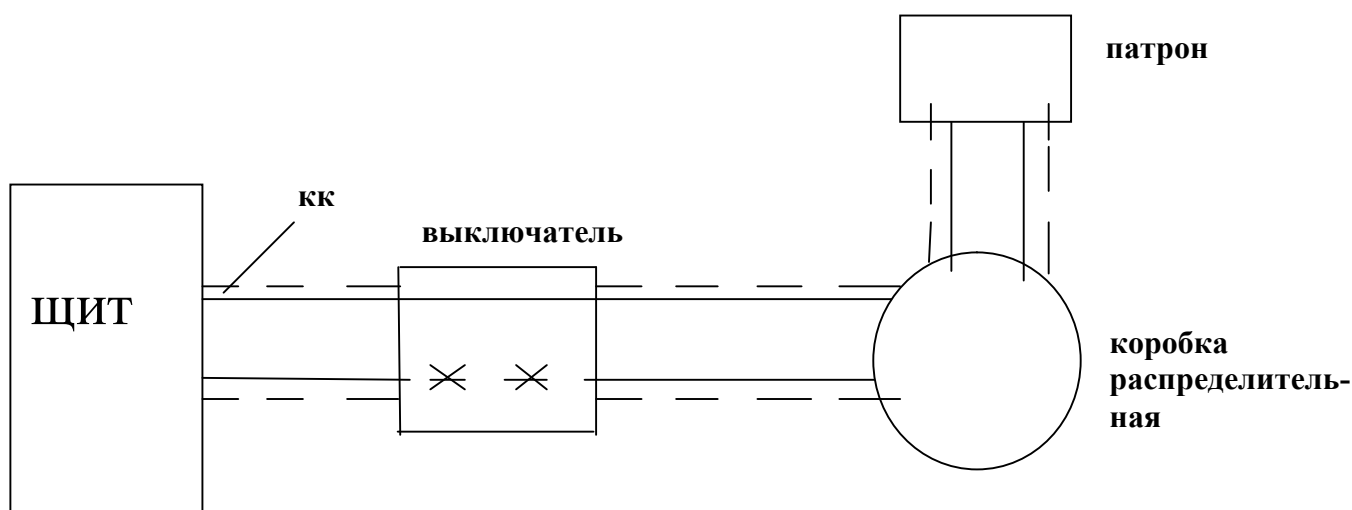 патрон
кк
выключатель
ЩИТ
коробка
распределитель-
ная